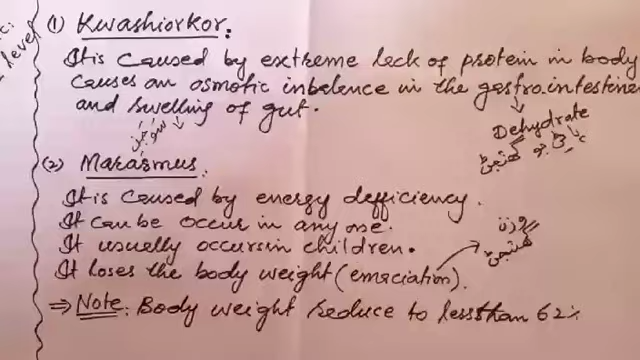 c:
level
(1) Kwashiorkor:
It is caused by extreme lack of protein in body
causes an osmotic inbelence in the gastro.intestine
and swelling of gut.
Dehydrate
(2) Marasmus.
It is caused by energy defficiency.
It can be occur in any one.
It usually occurs in children.
It loses the body weight (emaciation).
⇒ Note: Body weight reduce to less than 62%